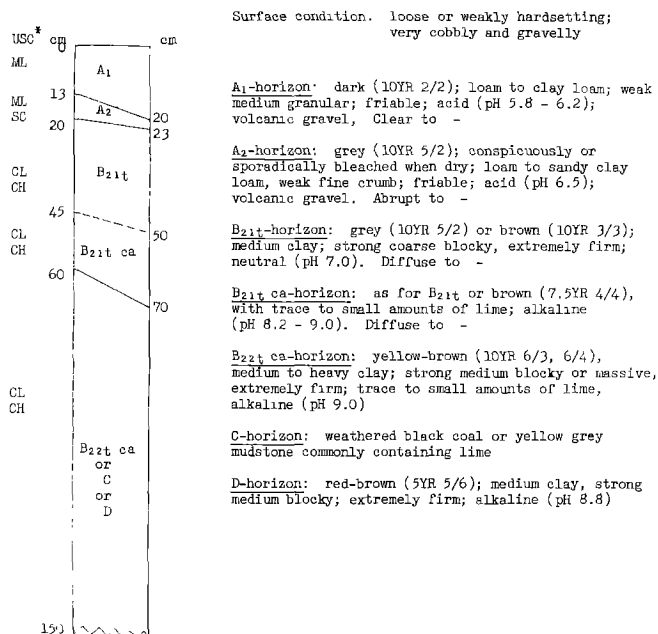 Surface condition. loose or weakly hardsetting;
very cobbly and gravelly
USC* cm cm
0
ML
A1
13
ML A2 20
SC
20 23
B21t
CL
CH
45
50
CL
CH B21t ca
60
70
CL
CH
B22t ca
or
C
or
D
150
A1-horizon· dark (10YR 2/2); loam to clay loam; weak
medium granular; friable; acid (pH 5.8 - 6.2);
volcanic gravel, Clear to -
A2-horizon: grey (10YR 5/2); conspicuously or
sporadically bleached when dry; loam to sandy clay
loam, weak fine crumb; friable; acid (pH 6.5);
volcanic gravel. Abrupt to -
B21t-horizon: grey (10YR 5/2) or brown (10YR 3/3);
medium clay; strong coarse blocky, extremely firm;
neutral (pH 7.0). Diffuse to -
B21t ca-horizon: as for B21t or brown (7.5YR 4/4),
with trace to small amounts of lime; alkaline
(pH 8.2 - 9.0). Diffuse to -
B22t ca-horizon: yellow-brown (10YR 6/3, 6/4),
medium to heavy clay; strong medium blocky or massive,
extremely firm; trace to small amounts of lime,
alkaline (pH 9.0)
C-horizon: weathered black coal or yellow grey
mudstone commonly containing lime
D-horizon: red-brown (5YR 5/6); medium clay, strong
medium blocky; extremely firm; alkaline (pH 8.8)